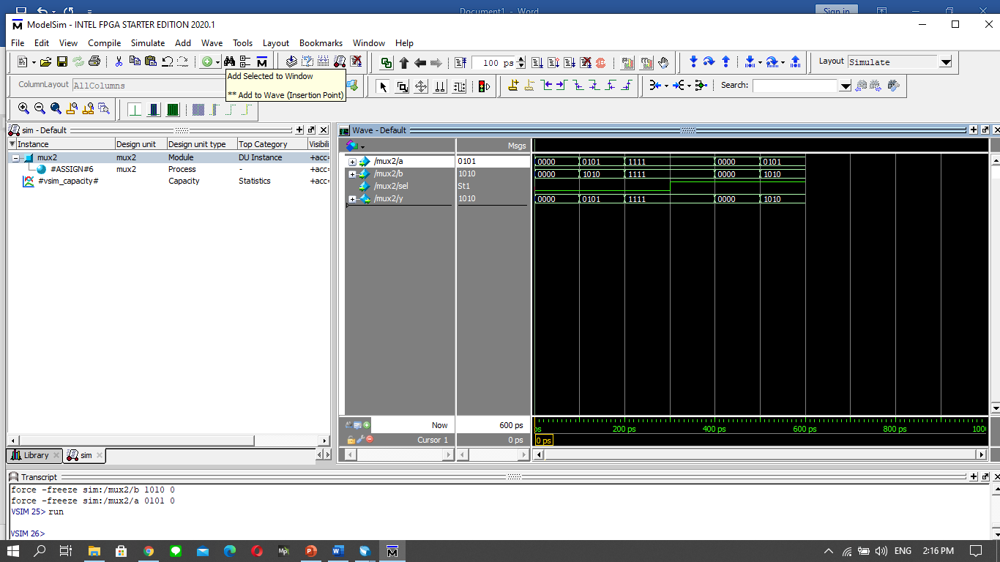 Document1 - Word
Sign in
ModelSim - INTEL FPGA STARTER EDITION 2020.1
File Edit View Compile Simulate Add Wave Tools Layout Bookmarks Window Help
100 ps
Layout Simulate
ColumnLayout AllColumns
Add Selected to Window
** Add to Wave (Insertion Point)
Search:
sim - Default
Instance Design unit Design unit type Top Category Visibili
mux2 mux2 Module DU Instance +acc=
#ASSIGN#6 mux2 Process - +acc=
#vsim_capacity# Capacity Statistics +acc=
Wave - Default
Msgs
/mux2/a 0101 0000 0101 1111 0000 0101
/mux2/b 1010 0000 1010 1111 0000 1010
/mux2/sel St1
/mux2/y 1010 0000 0101 1111 0000 1010
Now 600 ps ps 200 ps 400 ps 600 ps 800 ps 1000
Cursor 1 0 ps 0 ps
Library sim
Transcript
force -freeze sim:/mux2/b 1010 0
force -freeze sim:/mux2/a 0101 0
VSIM 25> run
VSIM 26>
ENG 2:16 PM